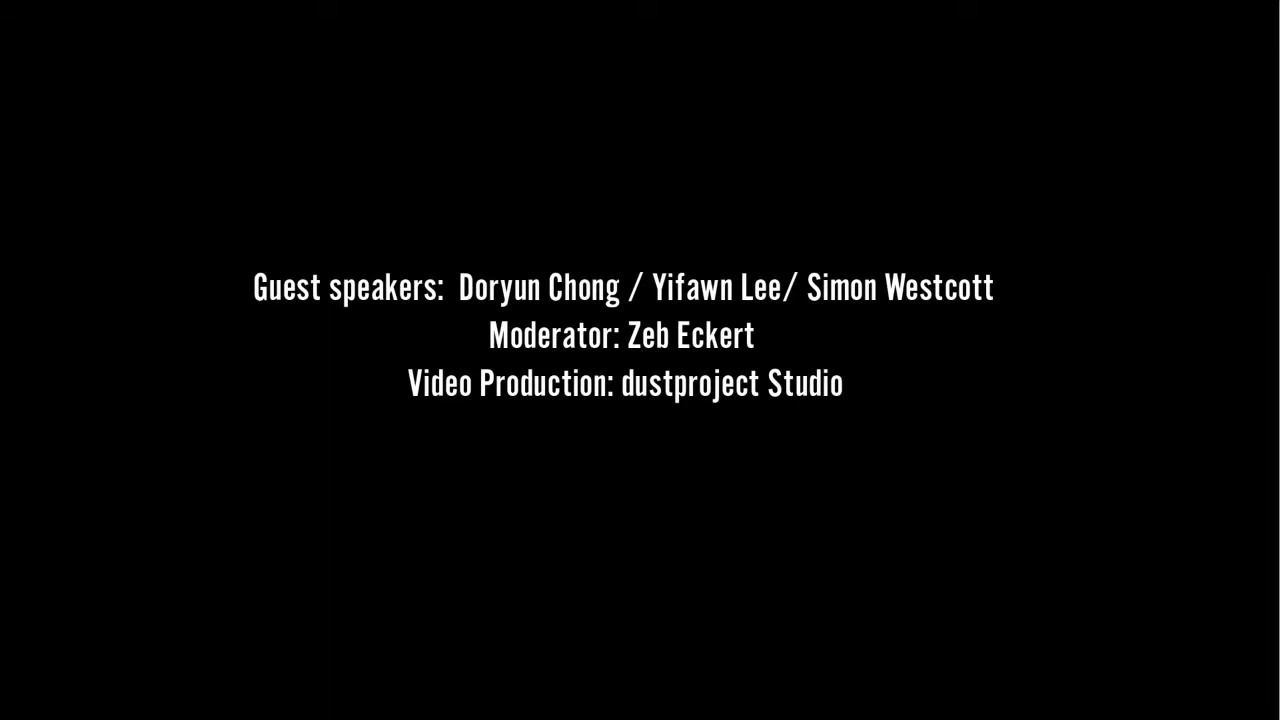 Guest speakers:  Doryun Chong / Yifawn Lee/ Simon Westcott
Moderator: Zeb Eckert
Video Production: dustproject Studio